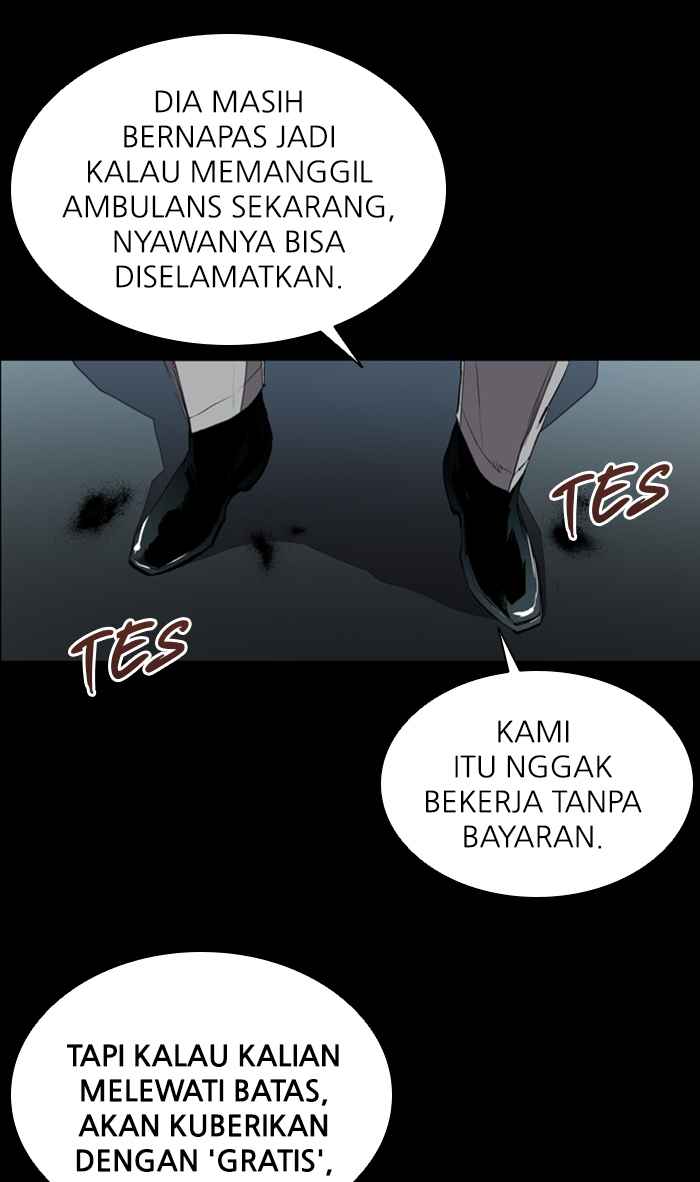 DIA MASIH
BERNAPAS JADI
KALAU MEMANGGIL
AMBULANS SEKARANG,
NYAWANYA BISA
DISELAMATKAN.
TES
TES
KAMI
ITU NGGAK
BEKERJA TANPA
BAYARAN.
TAPI KALAU KALIAN
MELEWATI BATAS,
AKAN KUBERIKAN
DENGAN 'GRATIS',